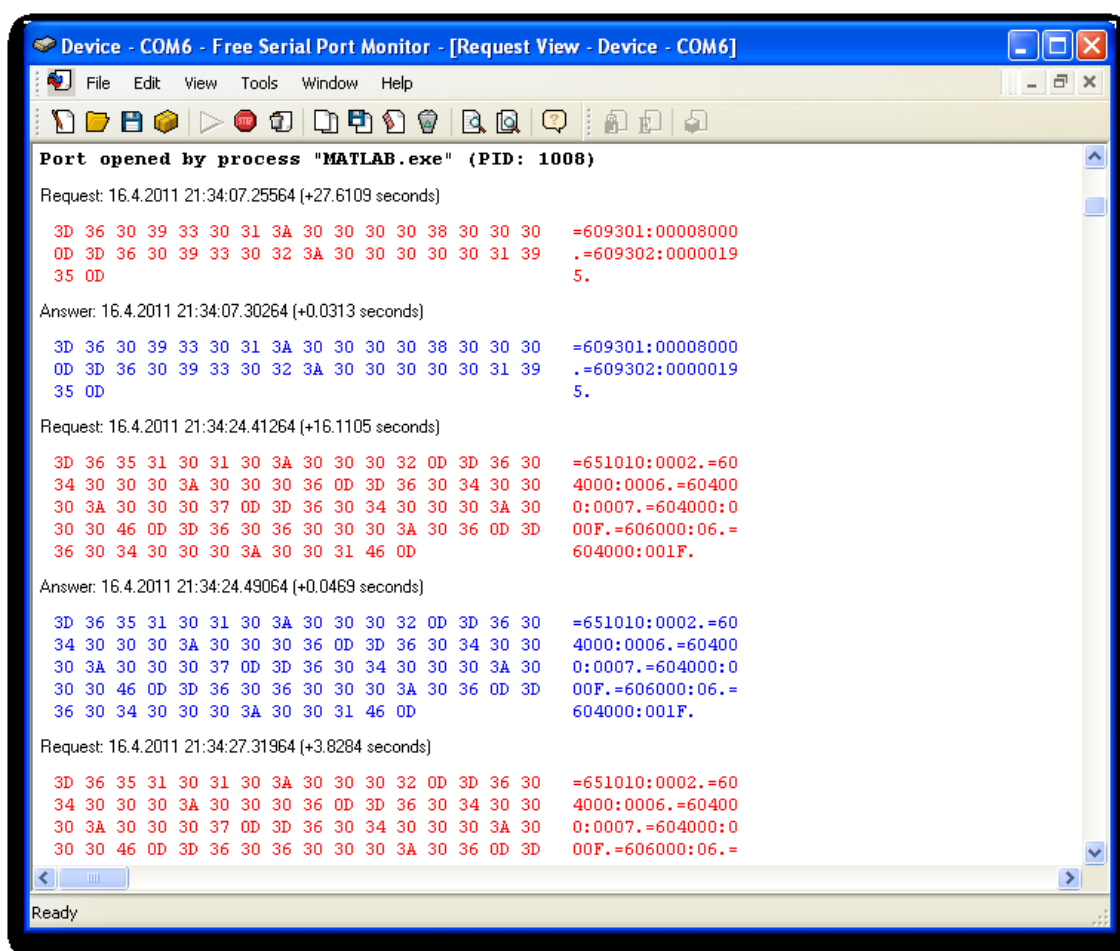 Device - COM6 - Free Serial Port Monitor - [Request View - Device - COM6]
File Edit View Tools Window Help
STOP
Port opened by process "MATLAB.exe" (PID: 1008)
Request: 16.4.2011 21:34:07.25564 (+27.6109 seconds)
3D 36 30 39 33 30 31 3A 30 30 30 30 38 30 30 30 =609301:00008000
0D 3D 36 30 39 33 30 32 3A 30 30 30 30 30 31 39 .=609302:0000019
35 0D 5.
Answer: 16.4.2011 21:34:07.30264 (+0.0313 seconds)
3D 36 30 39 33 30 31 3A 30 30 30 30 38 30 30 30 =609301:00008000
0D 3D 36 30 39 33 30 32 3A 30 30 30 30 30 31 39 .=609302:0000019
35 0D 5.
Request: 16.4.2011 21:34:24.41264 (+16.1105 seconds)
3D 36 35 31 30 31 30 3A 30 30 30 32 0D 3D 36 30 =651010:0002.=60
34 30 30 30 3A 30 30 30 36 0D 3D 36 30 34 30 30 4000:0006.=60400
30 3A 30 30 30 37 0D 3D 36 30 34 30 30 30 3A 30 0:0007.=604000:0
30 30 46 0D 3D 36 30 36 30 30 30 3A 30 36 0D 3D 00F.=606000:06.=
36 30 34 30 30 30 3A 30 30 31 46 0D 604000:001F.
Answer: 16.4.2011 21:34:24.49064 (+0.0469 seconds)
3D 36 35 31 30 31 30 3A 30 30 30 32 0D 3D 36 30 =651010:0002.=60
34 30 30 30 3A 30 30 30 36 0D 3D 36 30 34 30 30 4000:0006.=60400
30 3A 30 30 30 37 0D 3D 36 30 34 30 30 30 3A 30 0:0007.=604000:0
30 30 46 0D 3D 36 30 36 30 30 30 3A 30 36 0D 3D 00F.=606000:06.=
36 30 34 30 30 30 3A 30 30 31 46 0D 604000:001F.
Request: 16.4.2011 21:34:27.31964 (+3.8284 seconds)
3D 36 35 31 30 31 30 3A 30 30 30 32 0D 3D 36 30 =651010:0002.=60
34 30 30 30 3A 30 30 30 36 0D 3D 36 30 34 30 30 4000:0006.=60400
30 3A 30 30 30 37 0D 3D 36 30 34 30 30 30 3A 30 0:0007.=604000:0
30 30 46 0D 3D 36 30 36 30 30 30 3A 30 36 0D 3D 00F.=606000:06.=
Ready